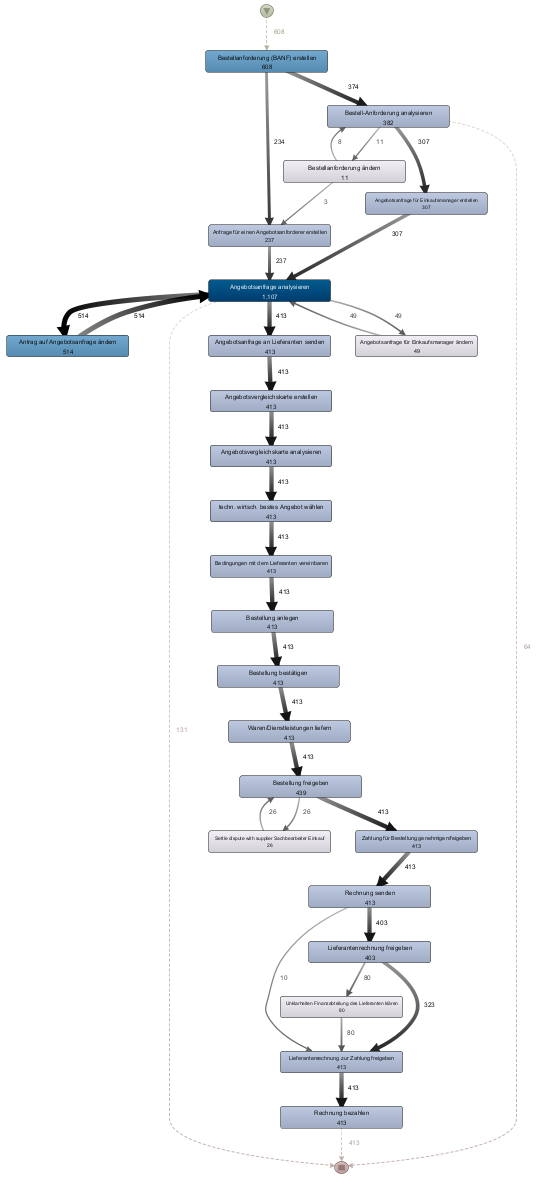 608
Bestellanforderung (BANF) erstellen
608
374
Bestell-Anforderung analysieren
382
234
8
11
307
Bestellanforderung ändern
11
3
Angebotsanfrage für Einkaufsmanager erstellen
307
Anfrage für einen Angebotsanforderer erstellen
237
307
237
Angebotsanfrage analysieren
1,107
514
514
413
49
49
Antrag auf Angebotsanfrage ändern
514
Angebotsanfrage an Lieferanten senden
413
Angebotsanfrage für Einkaufsmanager ändern
49
413
Angebotsvergleichskarte erstellen
413
413
Angebotsvergleichskarte analysieren
413
413
techn. wirtsch. bestes Angebot wählen
413
413
Bedingungen mit dem Lieferanten vereinbaren
413
413
Bestellung anlegen
413
413
64
Bestellung bestätigen
413
413
131
Waren/Dienstleistungen liefern
413
413
Bestellung freigeben
439
26
26
413
Settle dispute with supplier Sachbearbeiter Einkauf
26
Zahlung für Bestellung genehmigen/freigeben
413
413
Rechnung senden
413
403
Lieferantenrechnung freigeben
403
10
80
323
Unklarheiten Finanzabteilung des Lieferanten klären
80
80
Lieferantenrechnung zur Zahlung freigeben
413
413
Rechnung bezahlen
413
413